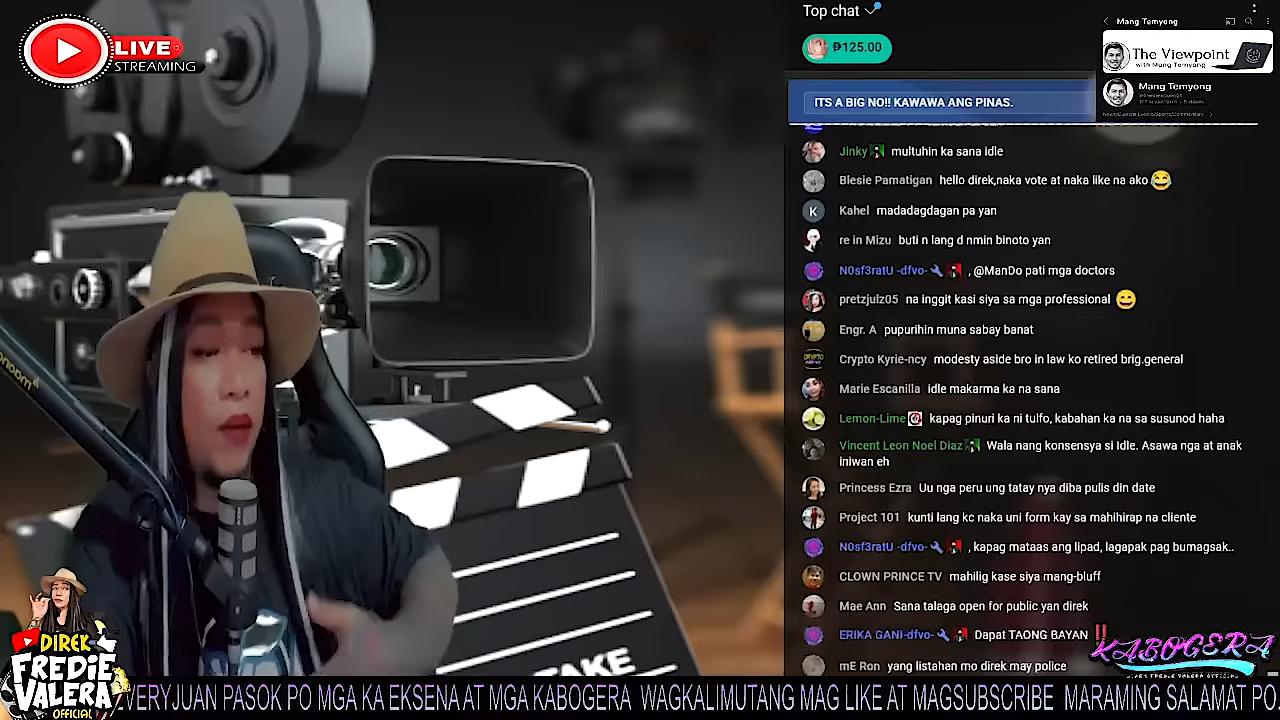 LIVE
STREAMING
Top chat
₱125.00
Mang Temyong
The Viewpoint
with Mang Temyong
Mang Temyong
ITS A BIG NO!! KAWAWA ANG PINAS.
Jinky multuhin ka sana idle
Blesie Pamatigan hello direk,naka vote at naka like na ako 😂
K Kahel madadagdagan pa yan
re in Mizu buti n lang d nmin binoto yan
N0sf3ratU -dfvo- , @ManDo pati mga doctors
pretzjulz05 na inggit kasi siya sa mga professional 😄
Engr. A pupurihin muna sabay banat
Crypto Kyrie-ncy modesty aside bro in law ko retired brig.general
Marie Escanilla idle makarma ka na sana
Lemon-Lime kapag pinuri ka ni tulfo, kabahan ka na sa susunod haha
Vincent Leon Noel Diaz Wala nang konsensya si Idle. Asawa nga at anak
iniwan eh
Princess Ezra Uu nga peru ung tatay nya diba pulis din date
Project 101 kunti lang kc naka uni form kay sa mahihirap na cliente
N0sf3ratU -dfvo- , kapag mataas ang lipad, lagapak pag bumagsak..
CLOWN PRINCE TV mahilig kase siya mang-bluff
Mae Ann Sana talaga open for public yan direk
ERIKA GANI-dfvo- Dapat TAONG BAYAN ‼
mE Ron yang listahan mo direk may police
KABOGERA
TAKE
DIREK
FREDIE
VALERA
OFFICIAL
VERYJUAN PASOK PO MGA KA EKSENA AT MGA KABOGERA WAGKALIMUTANG MAG LIKE AT MAGSUBSCRIBE MARAMING SALAMAT PO